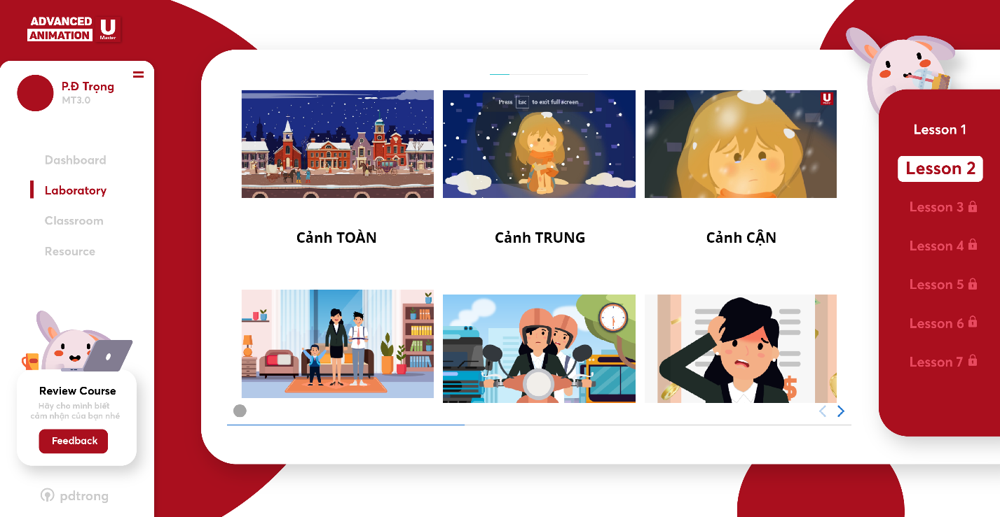 ADVANCED
ANIMATION
U
Master
P.Đ Trọng
MT3.0
Dashboard
Laboratory
Classroom
Resource
Review Course
Hãy cho mình biết
cảm nhận của bạn nhé
Feedback
pdtrong
Press Esc to exit full screen
U
Cảnh TOÀN
Cảnh TRUNG
Cảnh CẬN
$
Lesson 1
Lesson 2
Lesson 3
Lesson 4
Lesson 5
Lesson 6
Lesson 7